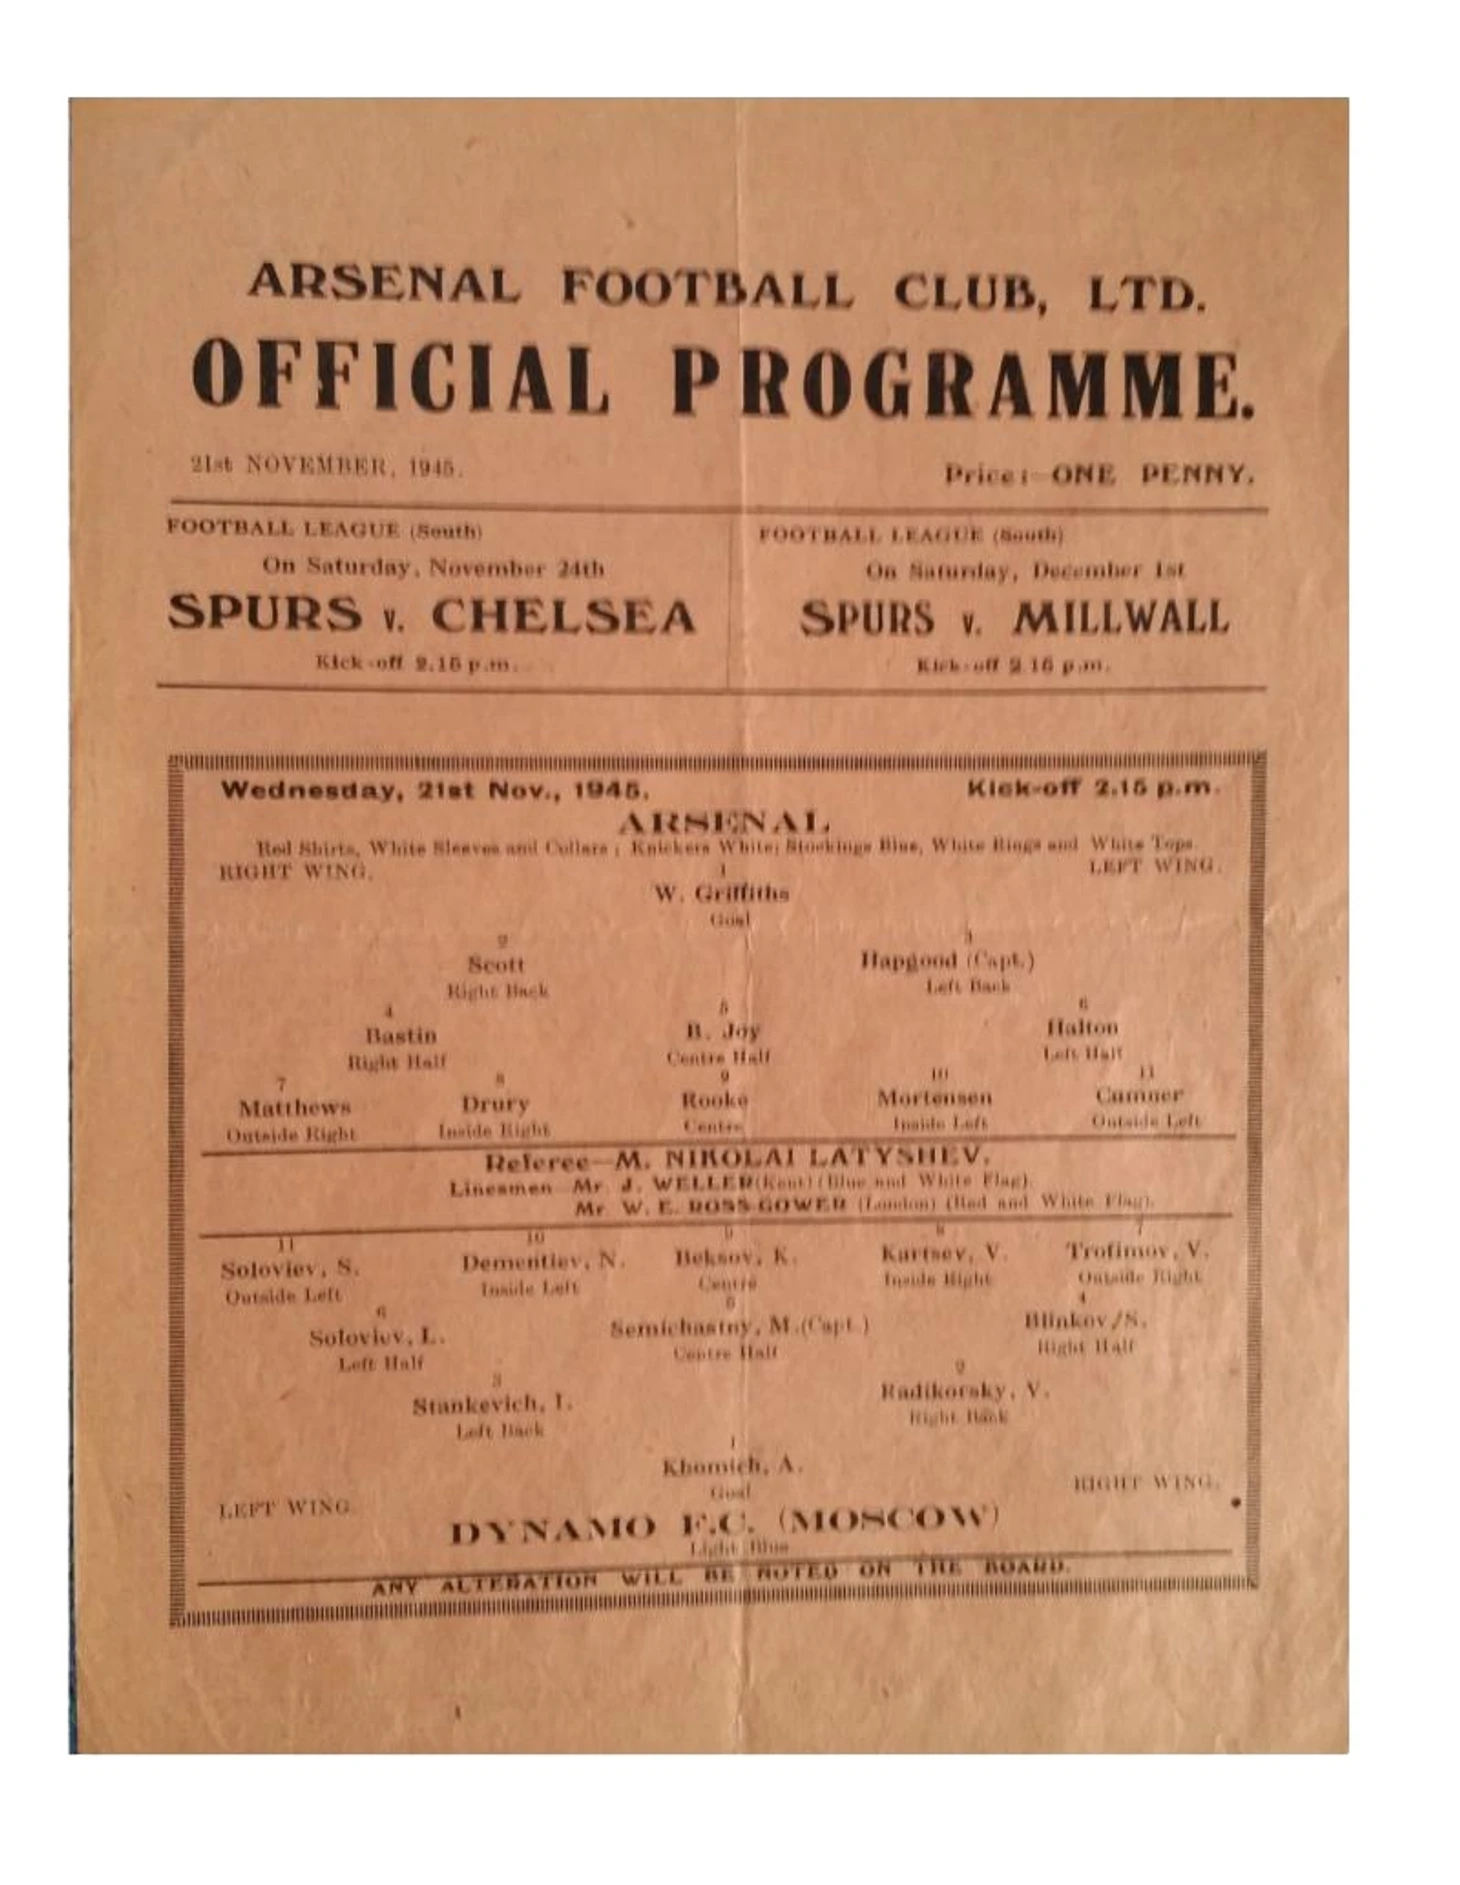 ARSENAL FOOTBALL CLUB, LTD.
OFFICIAL PROGRAMME.
21st NOVEMBER, 1945. Price:- ONE PENNY.
FOOTBALL LEAGUE (South) FOOTBALL LEAGUE (South)
On Saturday, November 24th On Saturday, December 1st
SPURS v. CHELSEA SPURS v. MILLWALL
Kick-off 2.15 p.m. Kick-off 2.15 p.m.
Wednesday, 21st Nov., 1945. Kick-off 2.15 p.m.
ARSENAL
Red Shirts, White Sleeves and Collars; Knickers White; Stockings Blue, White Rings and White Tops.
RIGHT WING. 1 LEFT WING.
W. Griffiths
Goal
2 3
Scott Hapgood (Capt.)
Right Back Left Back
4 5 6
Bastin B. Joy Halton
Right Half Centre Half Left Half
7 8 9 10 11
Matthews Drury Rooke Mortensen Cumner
Outside Right Inside Right Centre Inside Left Outside Left
Referee—M. NIKOLAI LATYSHEV.
Linesmen Mr. J. WELLER (Kent) (Blue and White Flag).
Mr. W. E. ROSS-GOWER (London) (Red and White Flag).
11 10 9 8 7
Soloviev, S. Dementiev, N. Beksov, K. Kartsev, V. Trofimov, V.
Outside Left Inside Left Centre Inside Right Outside Right
6 5 4
Soloviev, L. Semichastny, M.(Capt.) Blinkov/S.
Left Half Centre Half Right Half
3 2
Stankevich, I. Radikorsky, V.
Left Back Right Back
1
Khomich, A.
Goal
LEFT WING RIGHT WING.
DYNAMO F.C. (MOSCOW)
Light Blue
ANY ALTERATION WILL BE NOTED ON THE BOARD.